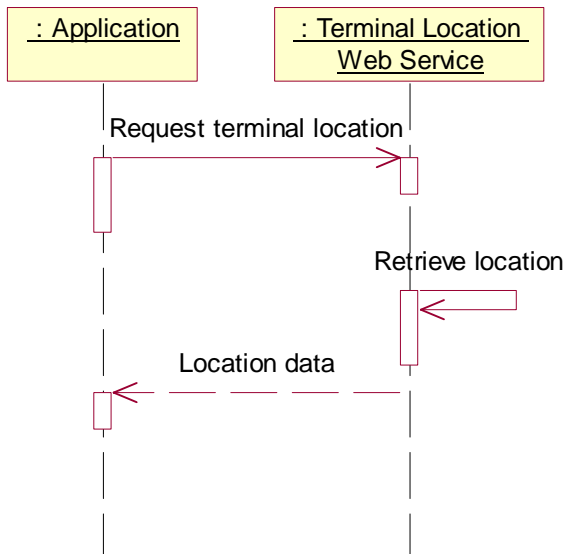 : Application
: Terminal Location
Web Service
Request terminal location
Retrieve location
Location data